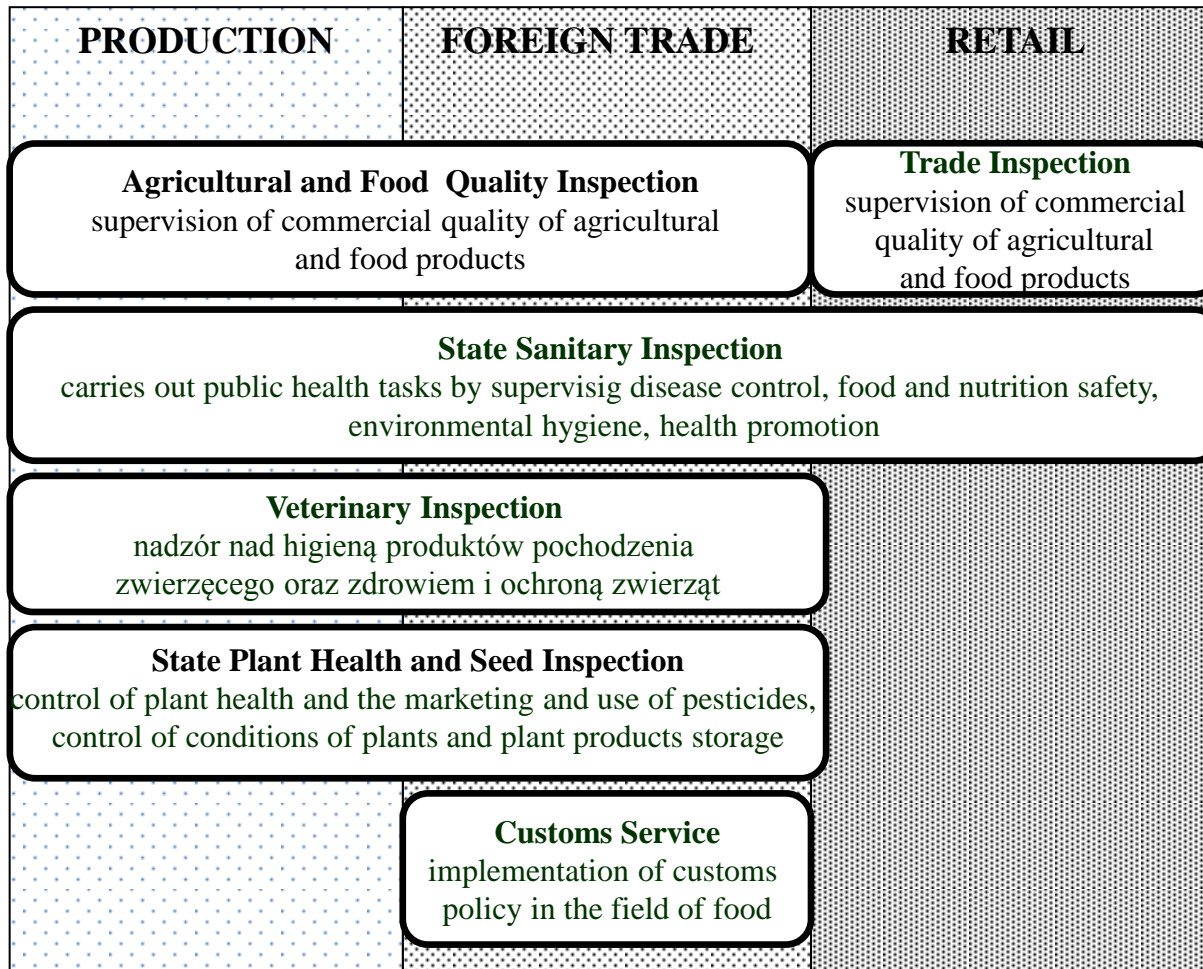 PRODUCTION
FOREIGN TRADE
RETAIL
Agricultural and Food Quality Inspection
supervision of commercial quality of agricultural
and food products
Trade Inspection
supervision of commercial
quality of agricultural
and food products
State Sanitary Inspection
carries out public health tasks by supervisig disease control, food and nutrition safety,
environmental hygiene, health promotion
Veterinary Inspection
nadzór nad higieną produktów pochodzenia
zwierzęcego oraz zdrowiem i ochroną zwierząt
State Plant Health and Seed Inspection
control of plant health and the marketing and use of pesticides,
control of conditions of plants and plant products storage
Customs Service
implementation of customs
policy in the field of food